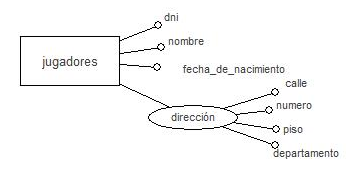 dni
nombre
jugadores
fecha_de_nacimiento
calle
numero
dirección
piso
departamento